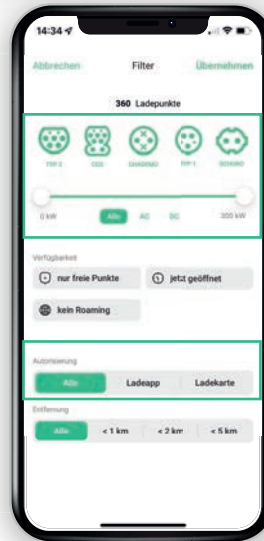 14:34
Abbrechen Filter Übernehmen
360 Ladepunkte
TYP 2 CCS CHADEMO TYP 1 SCHUKO
0 kW Alle AC DC 300 kW
Verfügbarkeit
nur freie Punkte jetzt geöffnet
kein Roaming
Autorisierung
Alle Ladeapp Ladekarte
Entfernung
Alle < 1 km < 2 km < 5 km